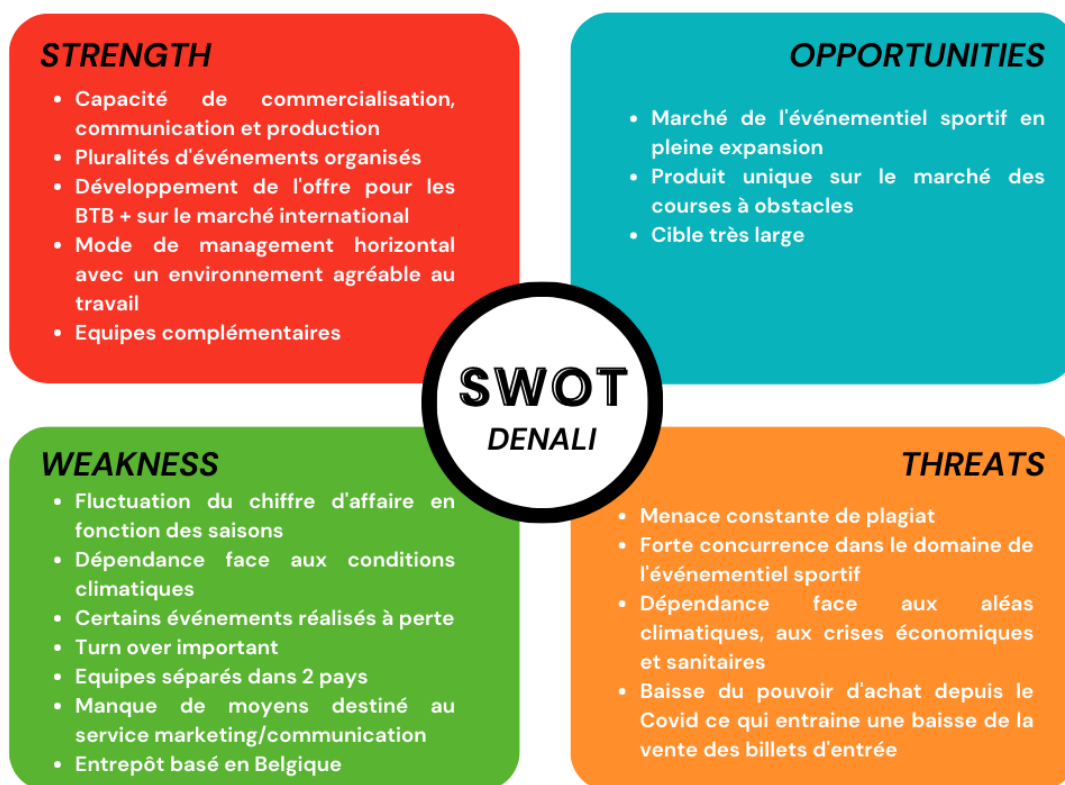 STRENGTH
• Capacité de commercialisation,
communication et production
• Pluralités d'événements organisés
• Développement de l'offre pour les
BTB + sur le marché international
• Mode de management horizontal
avec un environnement agréable au
travail
• Equipes complémentaires
OPPORTUNITIES
• Marché de l'événementiel sportif en
pleine expansion
• Produit unique sur le marché des
courses à obstacles
• Cible très large
SWOT
DENALI
WEAKNESS
• Fluctuation du chiffre d'affaire en
fonction des saisons
• Dépendance face aux conditions
climatiques
• Certains événements réalisés à perte
• Turn over important
• Equipes séparés dans 2 pays
• Manque de moyens destiné au
service marketing/communication
• Entrepôt basé en Belgique
THREATS
• Menace constante de plagiat
• Forte concurrence dans le domaine de
l'événementiel sportif
• Dépendance face aux aléas
climatiques, aux crises économiques
et sanitaires
• Baisse du pouvoir d'achat depuis le
Covid ce qui entraine une baisse de la
vente des billets d'entrée